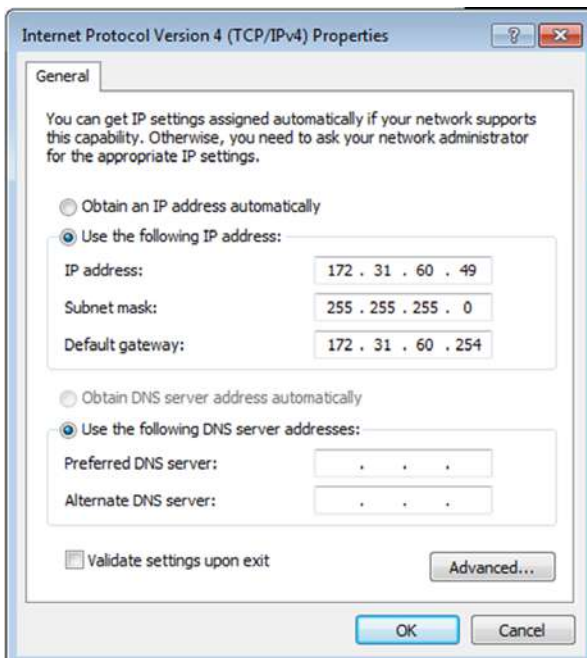 Internet Protocol Version 4 (TCP/IPv4) Properties
General
You can get IP settings assigned automatically if your network supports
this capability. Otherwise, you need to ask your network administrator
for the appropriate IP settings.
Obtain an IP address automatically
Use the following IP address:
IP address: 172 . 31 . 60 . 49
Subnet mask: 255 . 255 . 255 . 0
Default gateway: 172 . 31 . 60 . 254
Obtain DNS server address automatically
Use the following DNS server addresses:
Preferred DNS server: . . .
Alternate DNS server: . . .
Validate settings upon exit
Advanced...
OK Cancel